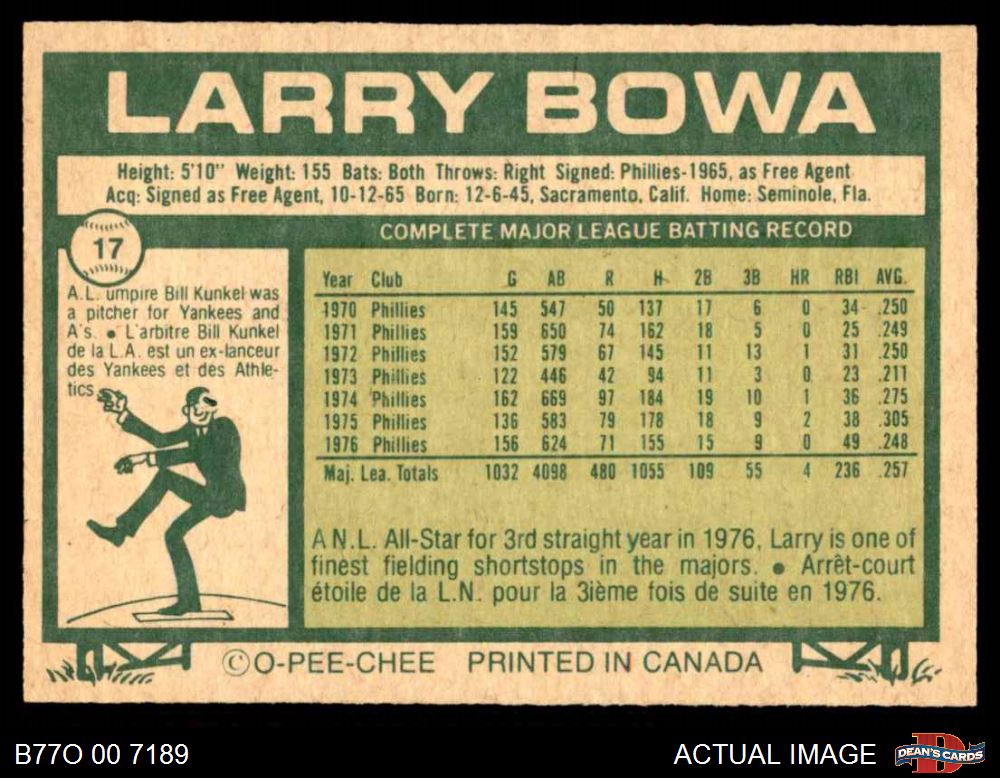 LARRY BOWA
Height: 5'10" Weight: 155 Bats: Both Throws: Right Signed: Phillies-1965, as Free Agent
Acq: Signed as Free Agent, 10-12-65 Born: 12-6-45, Sacramento, Calif. Home: Seminole, Fla.
17
A.L. umpire Bill Kunkel was
a pitcher for Yankees and
A's. • L'arbitre Bill Kunkel
de la L.A. est un ex-lanceur
des Yankees et des Athle-
tics.
COMPLETE MAJOR LEAGUE BATTING RECORD
Year Club G AB R H 2B 3B HR RBI AVG.
1970 Phillies 145 547 50 137 17 6 0 34 .250
1971 Phillies 159 650 74 162 18 5 0 25 .249
1972 Phillies 152 579 67 145 11 13 1 31 .250
1973 Phillies 122 446 42 94 11 3 0 23 .211
1974 Phillies 162 669 97 184 19 10 1 36 .275
1975 Phillies 136 583 79 178 18 9 2 38 .305
1976 Phillies 156 624 71 155 15 9 0 49 .248
Maj. Lea. Totals 1032 4098 480 1055 109 55 4 236 .257
A N.L. All-Star for 3rd straight year in 1976, Larry is one of
finest fielding shortstops in the majors. • Arrêt-court
étoile de la L.N. pour la 3ième fois de suite en 1976.
©O-PEE-CHEE PRINTED IN CANADA
B77O 00 7189
ACTUAL IMAGE
DEAN'S CARDS